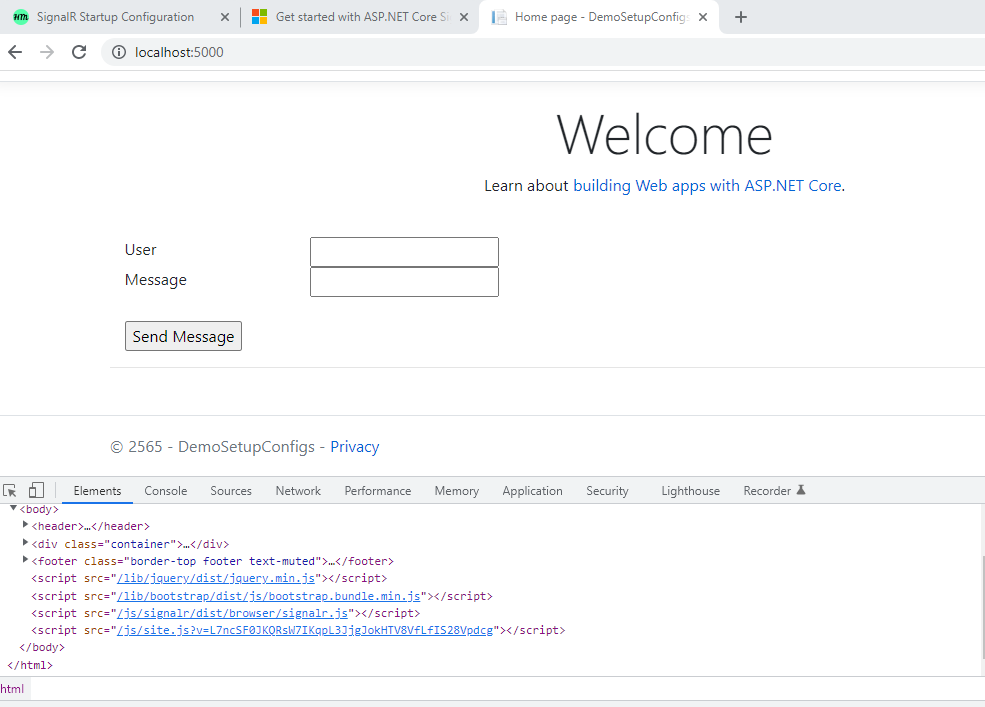 SignalR Startup Configuration
Get started with ASP.NET Core Si
Home page - DemoSetupConfigs
localhost:5000
Welcome
Learn about building Web apps with ASP.NET Core.
User
Message
Send Message
© 2565 - DemoSetupConfigs - Privacy
Elements Console Sources Network Performance Memory Application Security Lighthouse Recorder
<body>
<header>…</header>
<div class="container">…</div>
<footer class="border-top footer text-muted">…</footer>
<script src="/lib/jquery/dist/jquery.min.js"></script>
<script src="/lib/bootstrap/dist/js/bootstrap.bundle.min.js"></script>
<script src="/js/signalr/dist/browser/signalr.js"></script>
<script src="/js/site.js?v=L7ncSF0JKQRsW7IKqpL3JjgJokHTV8VfLfIS28Vpdcg"></script>
</body>
</html>
html